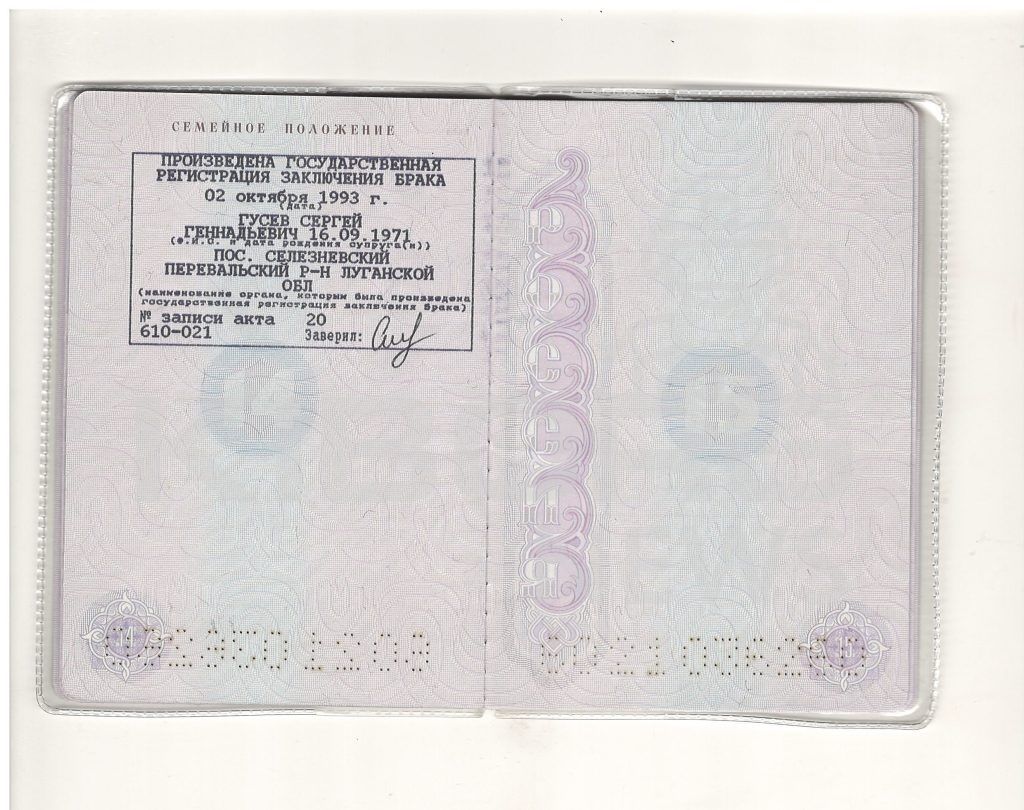 СЕМЕЙНОЕ ПОЛОЖЕНИЕ
ПРОИЗВЕДЕНА ГОСУДАРСТВЕННАЯ
РЕГИСТРАЦИЯ ЗАКЛЮЧЕНИЯ БРАКА
02 октября 1993 г.
(дата)
ГУСЕВ СЕРГЕЙ
ГЕННАДЬЕВИЧ 16.09.1971
(Ф.И.О. и дата рождения супруга(и))
ПОС. СЕЛЕЗНЕВСКИЙ
ПЕРЕВАЛЬСКИЙ Р-Н ЛУГАНСКОЙ
ОБЛ
(наименование органа, которым была произведена
государственная регистрация заключения брака)
№ записи акта 20
610-021 Заверил:
14
15